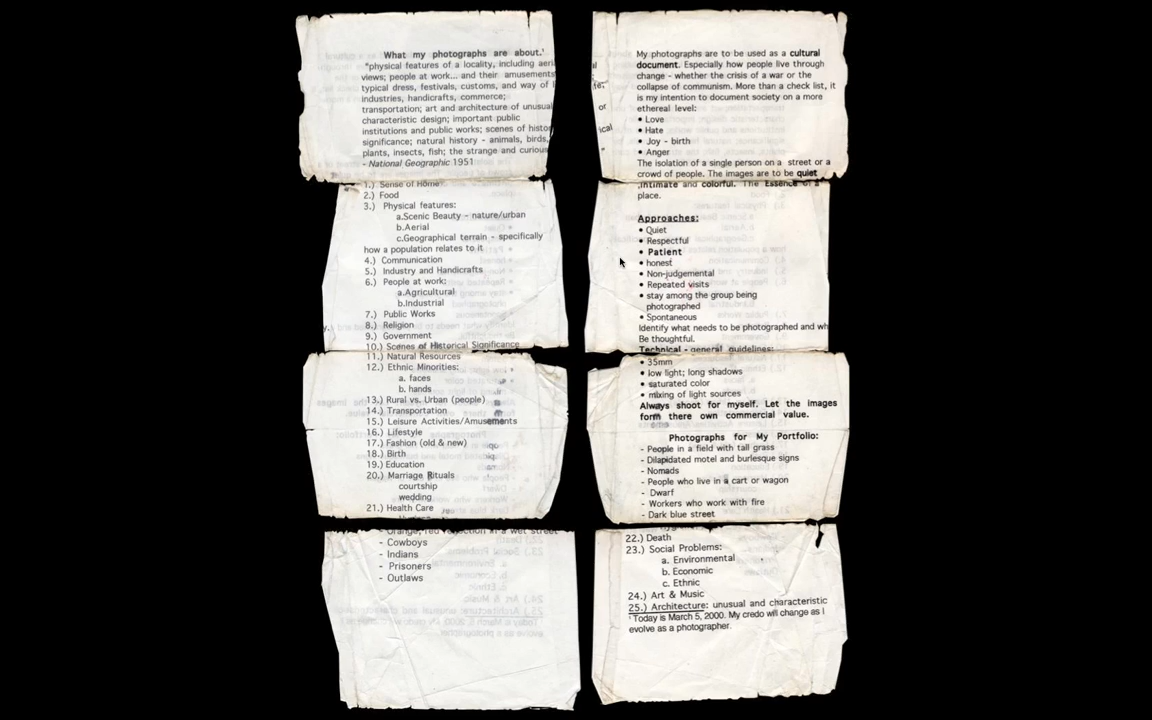 What my photographs are about.¹
"physical features of a locality, including
views; people at work... and their amusements
typical dress, festivals, customs, and way of
industries, handicrafts, commerce;
transportation; art and architecture of unusual
characteristic design; important public
institutions and public works; scenes of
significance; natural history - animals, birds,
plants, insects, fish; the strange and curious
- National Geographic 1951
1.) Sense of Home
2.) Food
3.) Physical features:
a.Scenic Beauty - nature/urban
b.Aerial
c.Geographical terrain - specifically
how a population relates to it
4.) Communication
5.) Industry and Handicrafts
6.) People at work:
a.Agricultural
b.Industrial
7.) Public Works
8.) Religion
9.) Government
10.) Scenes of Historical Significance
11.) Natural Resources
12.) Ethnic Minorities:
a. faces
b. hands
13.) Rural vs. Urban (people)
14.) Transportation
15.) Leisure Activities/Amusements
16.) Lifestyle
17.) Fashion (old & new)
18.) Birth
19.) Education
20.) Marriage Rituals
courtship
wedding
21.) Health Care
Orange, red reflection in a wet street
- Cowboys
- Indians
- Prisoners
- Outlaws
My photographs are to be used as a cultural
document. Especially how people live through
change - whether the crisis of a war or the
collapse of communism. More than a check list, it
is my intention to document society on a more
ethereal level:
• Love
• Hate
• Joy - birth
• Anger
The isolation of a single person on a street or a
crowd of people. The images are to be quiet
,intimate and colorful. The Essence of a
place.
Approaches:
• Quiet
• Respectful
• Patient
• honest
• Non-judgemental
• Repeated visits
• stay among the group being
photographed
• Spontaneous
Identify what needs to be photographed and
Be thoughtful.
Technical - general guidelines:
• 35mm
• low light; long shadows
• saturated color
• mixing of light sources
Always shoot for myself. Let the images
form there own commercial value.
Photographs for My Portfolio:
- People in a field with tall grass
- Dilapidated motel and burlesque signs
- Nomads
- People who live in a cart or wagon
- Dwarf
- Workers who work with fire
- Dark blue street
22.) Death
23.) Social Problems:
a. Environmental
b. Economic
c. Ethnic
24.) Art & Music
25.) Architecture: unusual and characteristic
¹Today is March 5, 2000. My credo will change as I
evolve as a photographer.